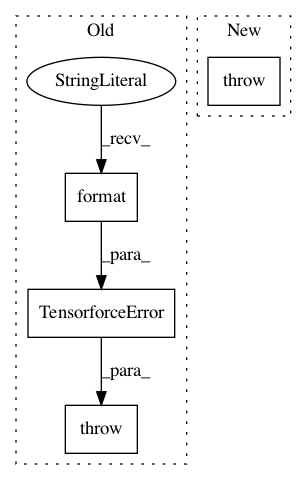 Old
New
StringLiteral
throw
_recv_
format
_para_
TensorforceError
_para_
throw